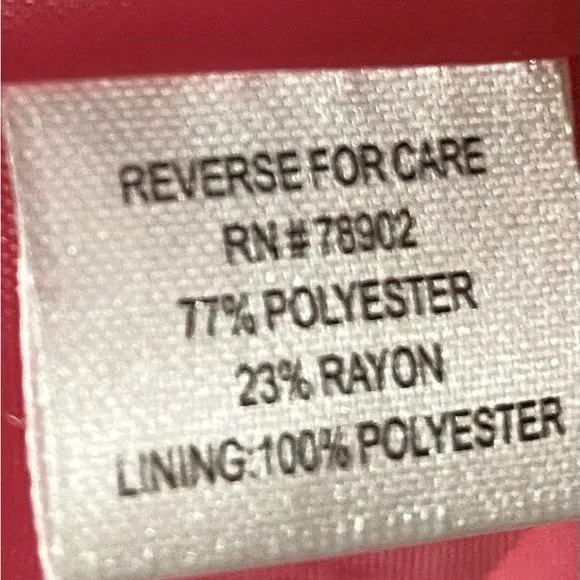 REVERSE FOR CARE
RN # 78902
77% POLYESTER
23% RAYON
LINING:100% POLYESTER